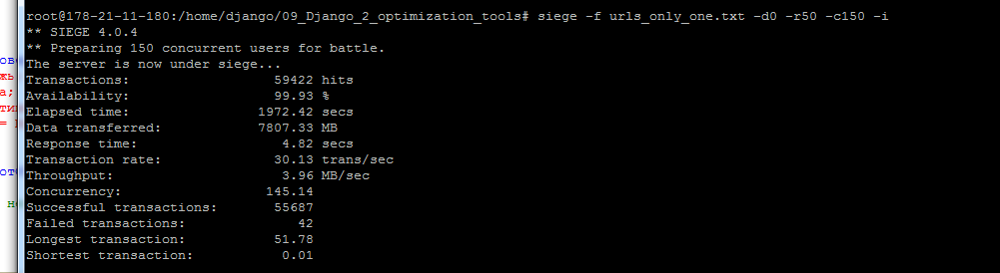 root@178-21-11-180:/home/django/09_Django_2_optimization_tools# siege -f urls_only_one.txt -d0 -r50 -c150 -i
** SIEGE 4.0.4
** Preparing 150 concurrent users for battle.
The server is now under siege...
Transactions: 59422 hits
Availability: 99.93 %
Elapsed time: 1972.42 secs
Data transferred: 7807.33 MB
Response time: 4.82 secs
Transaction rate: 30.13 trans/sec
Throughput: 3.96 MB/sec
Concurrency: 145.14
Successful transactions: 55687
Failed transactions: 42
Longest transaction: 51.78
Shortest transaction: 0.01